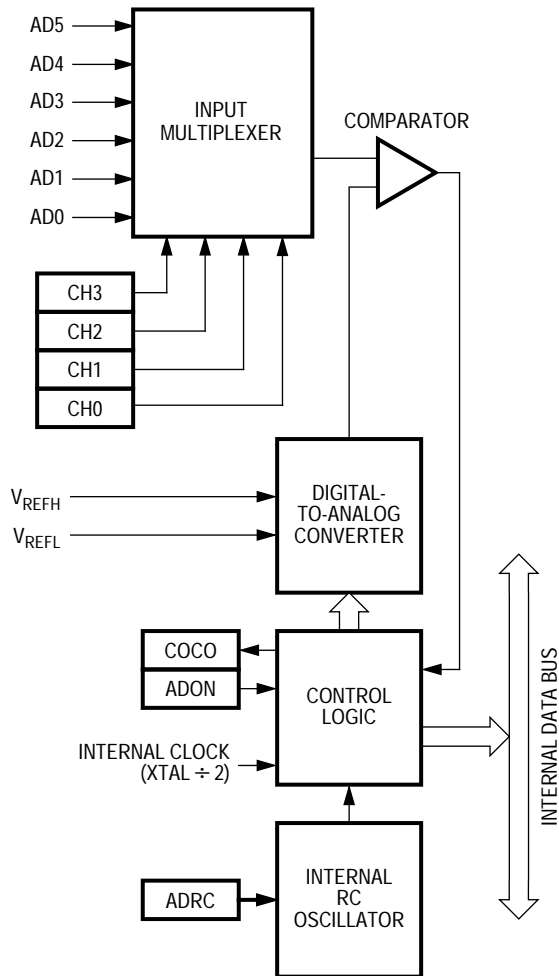 AD5
AD4
AD3
AD2
AD1
AD0
INPUT
MULTIPLEXER
COMPARATOR
CH3
CH2
CH1
CH0
VREFH
VREFL
DIGITAL-
TO-ANALOG
CONVERTER
COCO
ADON
CONTROL
LOGIC
INTERNAL CLOCK
(XTAL ÷ 2)
INTERNAL DATA BUS
ADRC
INTERNAL
RC
OSCILLATOR